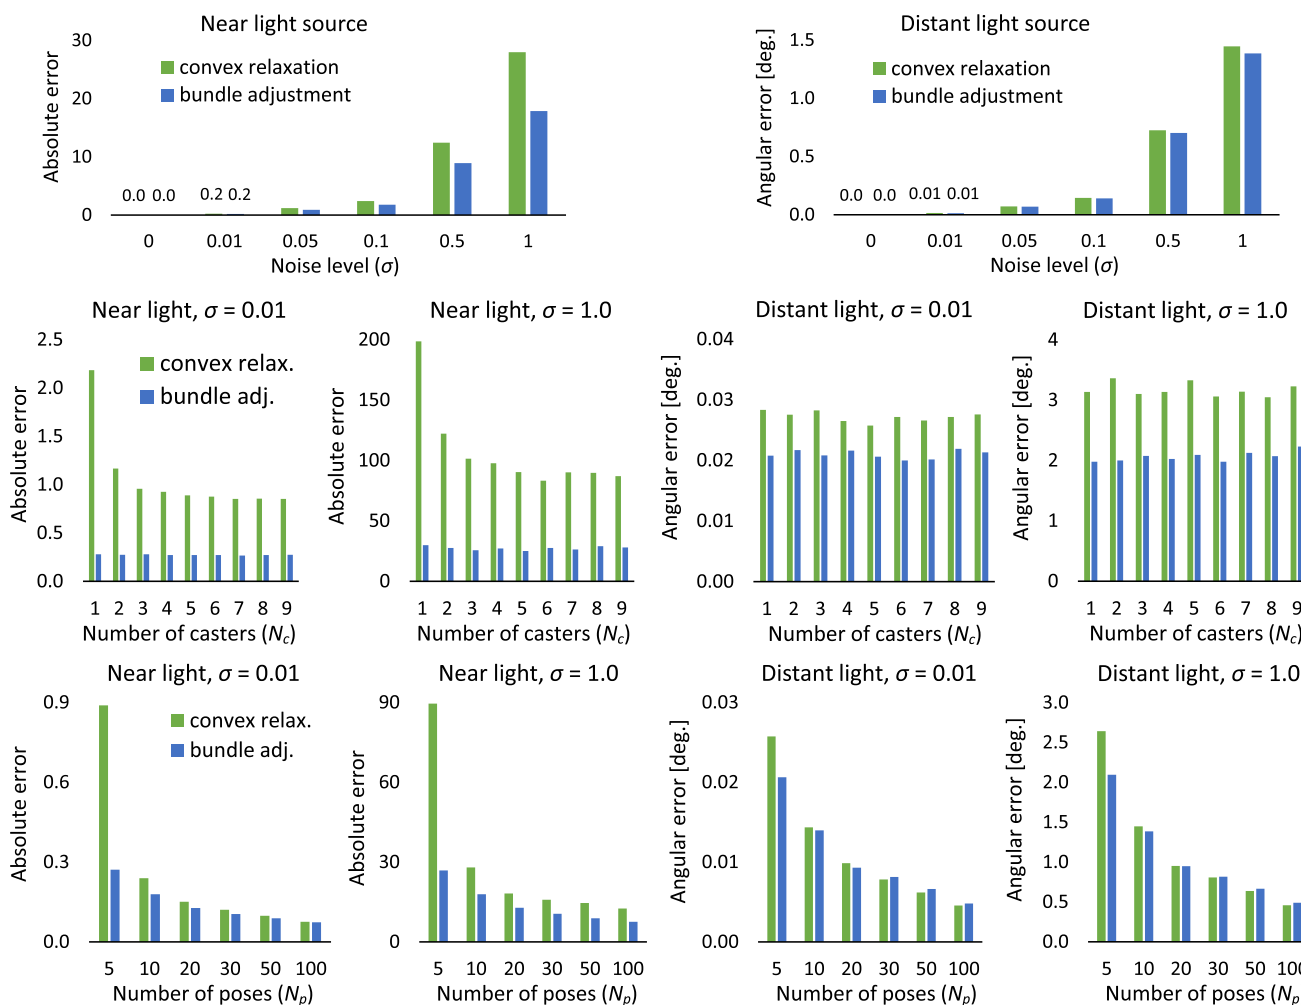 Near light source
Absolute error
30
20
10
0
convex relaxation
bundle adjustment
0.0 0.0
0.2 0.2
0 0.01 0.05 0.1 0.5 1
Noise level (σ)
Distant light source
Angular error [deg.]
1.5
1.0
0.5
0.0
convex relaxation
bundle adjustment
0.0 0.0
0.01 0.01
0 0.01 0.05 0.1 0.5 1
Noise level (σ)
Near light, σ = 0.01
Absolute error
2.5
2.0
1.5
1.0
0.5
0.0
convex relax.
bundle adj.
1 2 3 4 5 6 7 8 9
Number of casters (Nc)
Near light, σ = 1.0
Absolute error
200
150
100
50
0
1 2 3 4 5 6 7 8 9
Number of casters (Nc)
Distant light, σ = 0.01
Angular error [deg.]
0.04
0.03
0.02
0.01
0.00
1 2 3 4 5 6 7 8 9
Number of casters (Nc)
Distant light, σ = 1.0
Angular error [deg.]
4
3
2
1
0
1 2 3 4 5 6 7 8 9
Number of casters (Nc)
Near light, σ = 0.01
Absolute error
0.9
0.6
0.3
0.0
convex relax.
bundle adj.
5 10 20 30 50 100
Number of poses (Np)
Near light, σ = 1.0
Absolute error
90
60
30
0
5 10 20 30 50 100
Number of poses (Np)
Distant light, σ = 0.01
Angular error [deg.]
0.03
0.02
0.01
0.00
5 10 20 30 50 100
Number of poses (Np)
Distant light, σ = 1.0
Angular error [deg.]
3.0
2.5
2.0
1.5
1.0
0.5
0.0
5 10 20 30 50 100
Number of poses (Np)